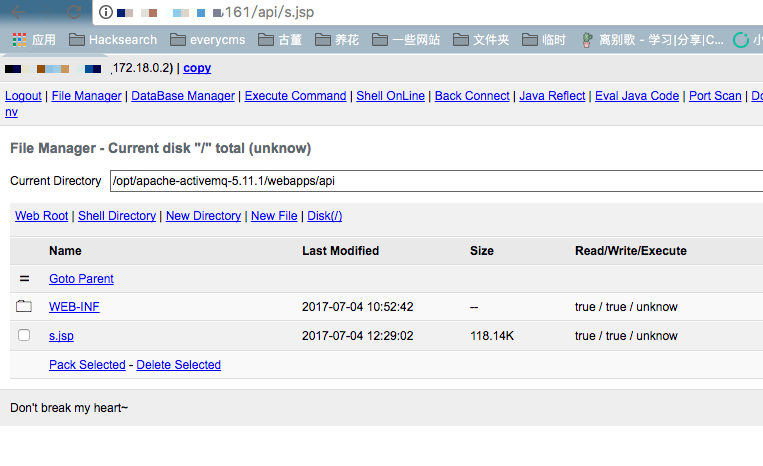 ,161/api/s.jsp
应用 Hacksearch everycms 古董 养花 一些网站 文件夹 临时 离别歌 - 学习|分享|C... 小
,172.18.0.2) | copy
Logout | File Manager | DataBase Manager | Execute Command | Shell OnLine | Back Connect | Java Reflect | Eval Java Code | Port Scan | Do
nv
File Manager - Current disk "/" total (unknow)
Current Directory /opt/apache-activemq-5.11.1/webapps/api
Web Root | Shell Directory | New Directory | New File | Disk(/)
Name Last Modified Size Read/Write/Execute
= Goto Parent
WEB-INF 2017-07-04 10:52:42 -- true / true / unknow
s.jsp 2017-07-04 12:29:02 118.14K true / true / unknow
Pack Selected - Delete Selected
Don't break my heart~